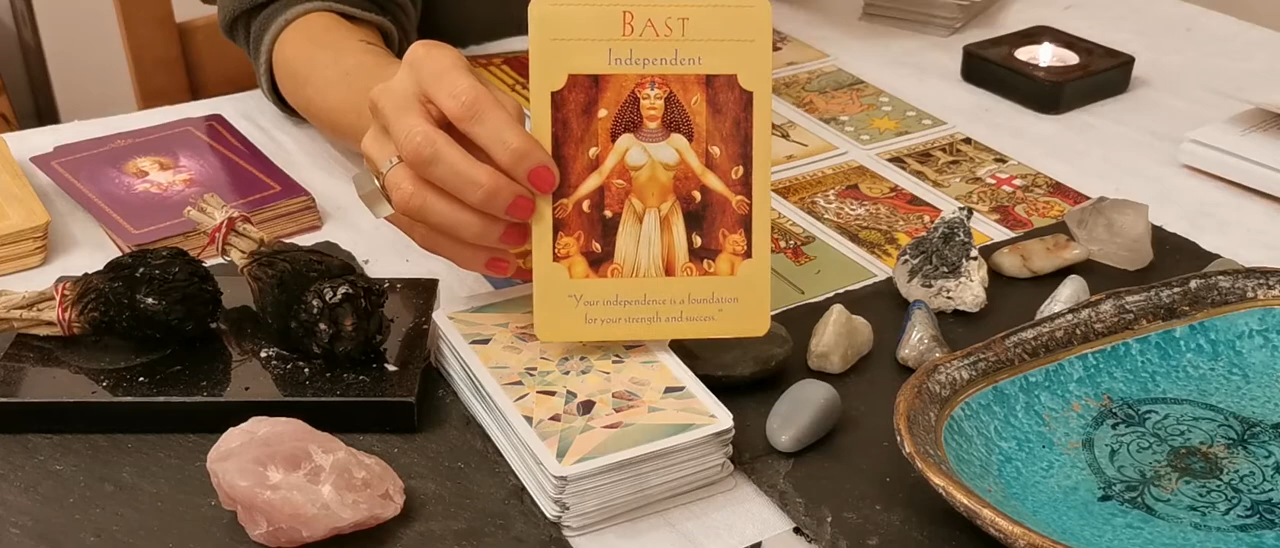 BAST
Independent
“Your independence is a foundation
for your strength and success.”